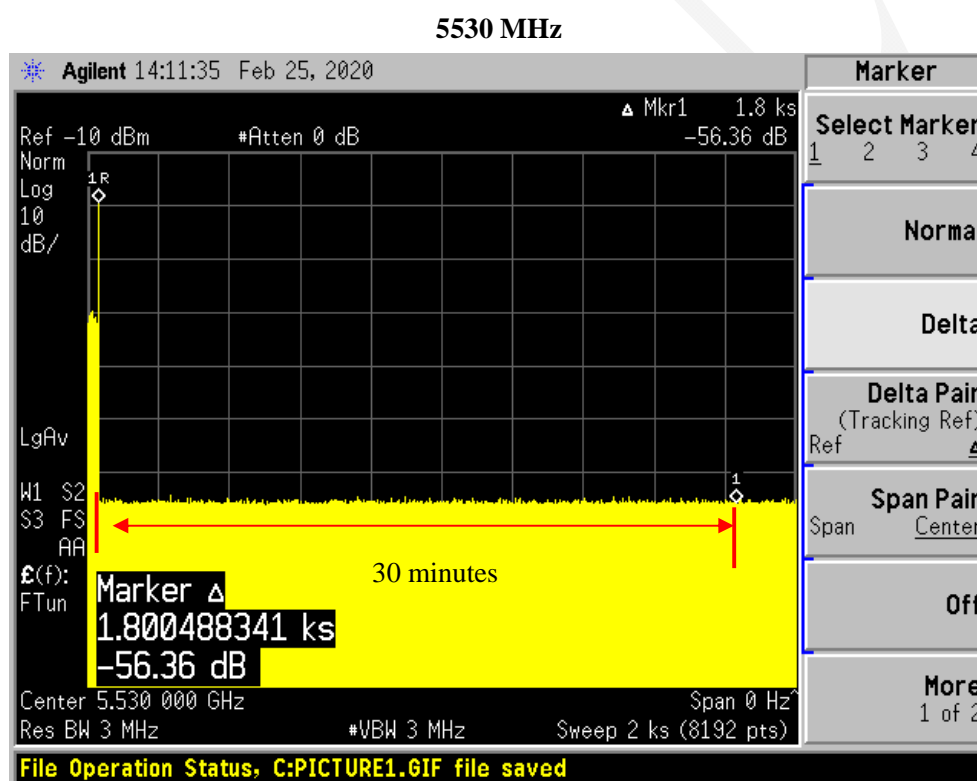 5530 MHz
Agilent 14:11:35 Feb 25, 2020
Marker
Δ Mkr1 1.8 ks
Ref -10 dBm #Atten 0 dB -56.36 dB
Norm
Log
10
dB/
1R
LgAv
W1 S2
S3 FS
AA
£(f):
FTun
1
30 minutes
Marker Δ
1.800488341 ks
-56.36 dB
Center 5.530 000 GHz Span 0 Hz^
Res BW 3 MHz #VBW 3 MHz Sweep 2 ks (8192 pts)
File Operation Status, C:PICTURE1.GIF file saved
Select Marker
1 2 3 4
Norma
Delta
Delta Pair
(Tracking Ref)
Ref Δ
Span Pair
Span Center
Off
More
1 of 2